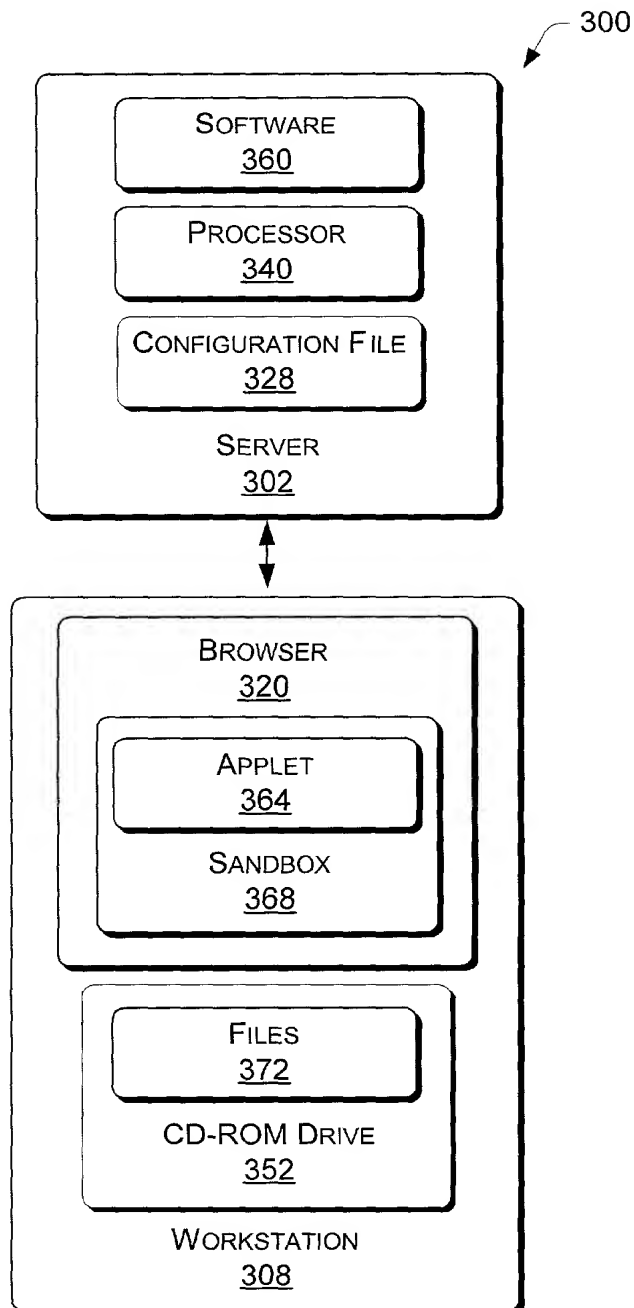 300
SOFTWARE
360
PROCESSOR
340
CONFIGURATION FILE
328
SERVER
302
BROWSER
320
APPLET
364
SANDBOX
368
FILES
372
CD-ROM DRIVE
352
WORKSTATION
308